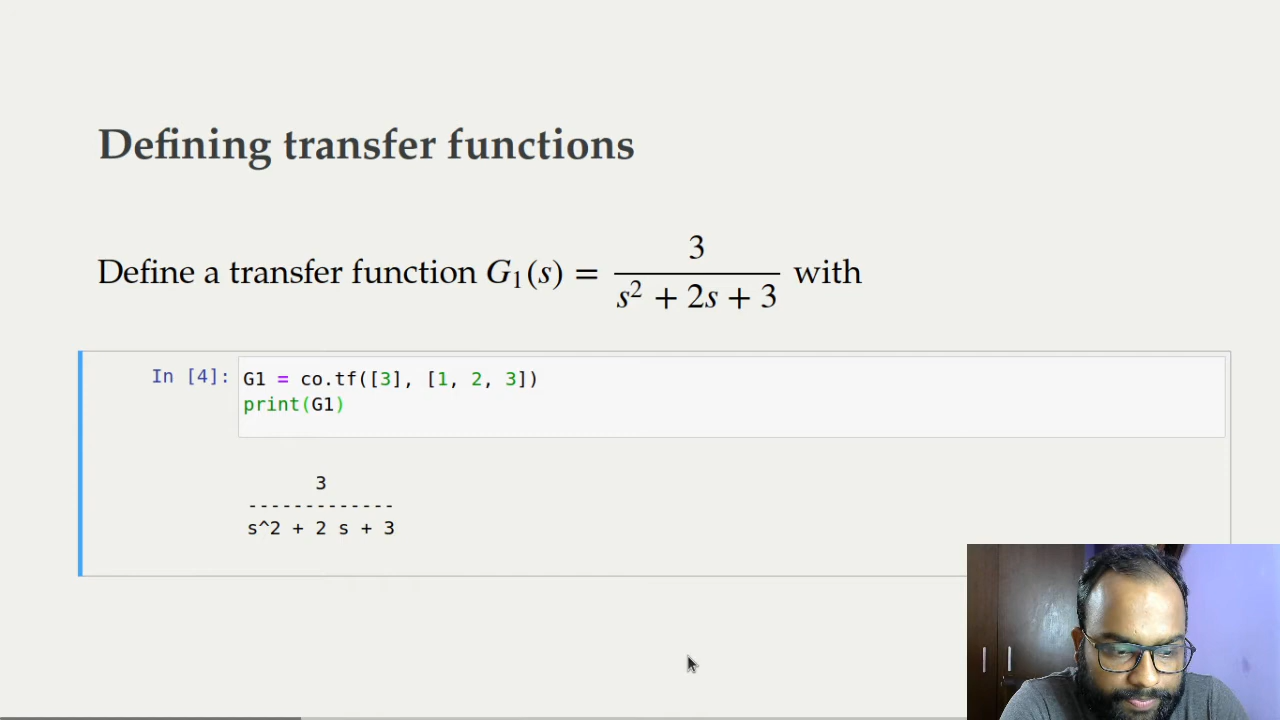 Defining transfer functions
Define a transfer function G₁(s) = 3 / (s² + 2s + 3) with
In [4]:
G1 = co.tf([3], [1, 2, 3])
print(G1)
3
-------------
s^2 + 2 s + 3